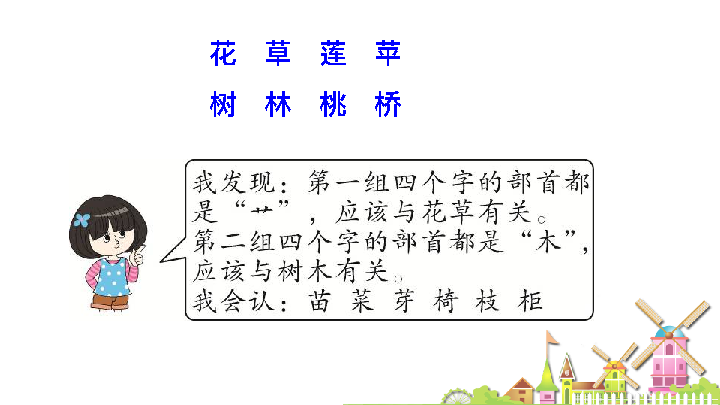 花 草 莲 苹
树 林 桃 桥
我发现：第一组四个字的部首都
是“艹”，应该与花草有关。
第二组四个字的部首都是“木”，
应该与树木有关。
我会认：苗 菜 芽 椅 枝 柜